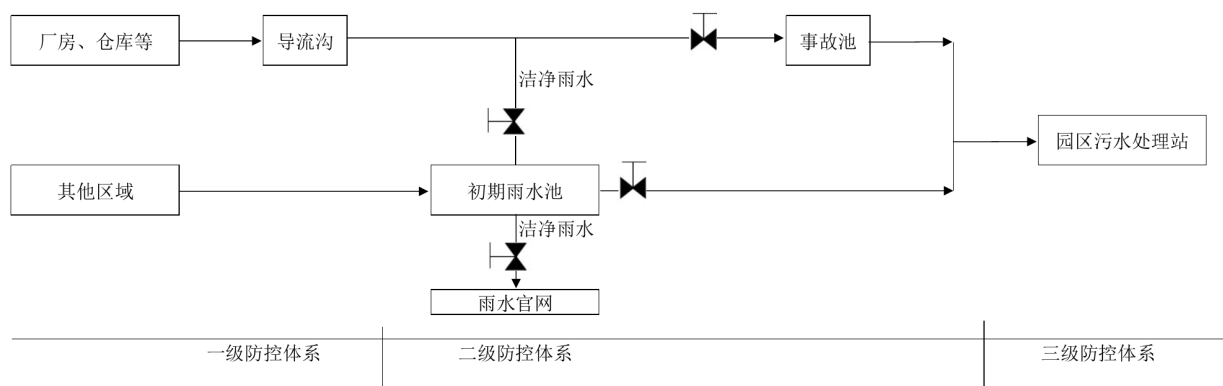 厂房、仓库等
导流沟
事故池
洁净雨水
园区污水处理站
其他区域
初期雨水池
洁净雨水
雨水官网
一级防控体系
二级防控体系
三级防控体系